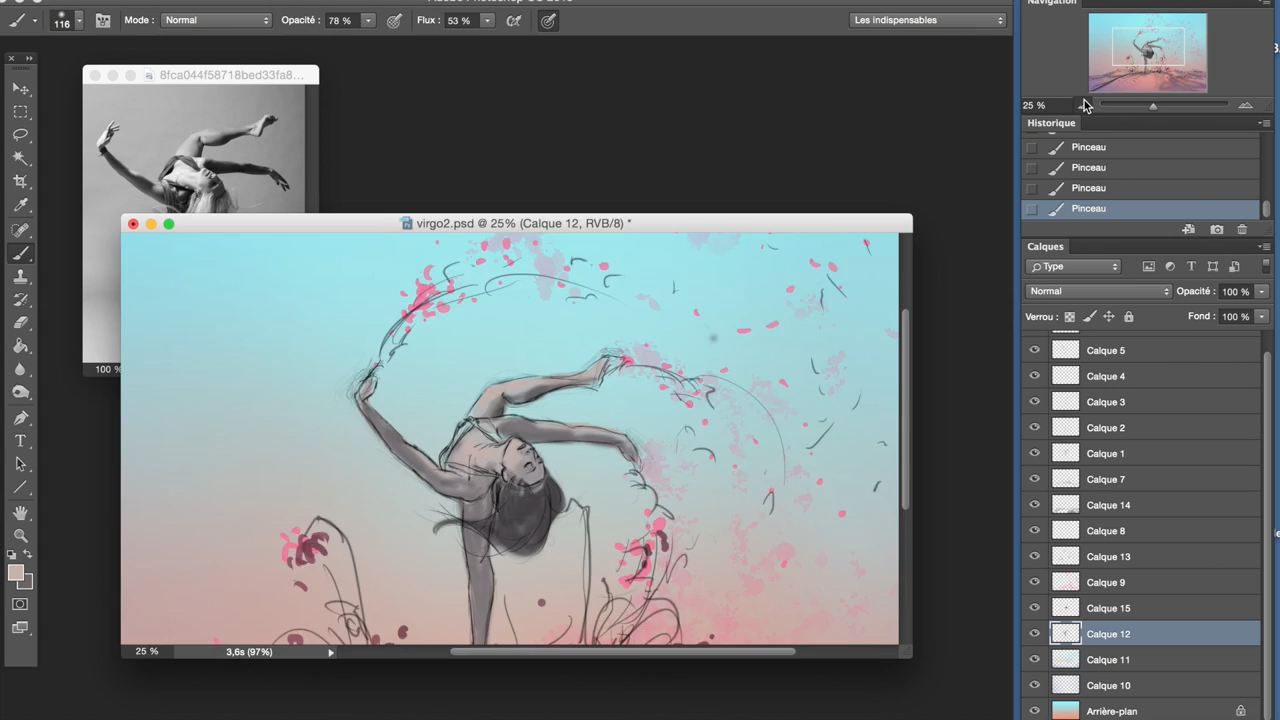 Navigation
116 Mode : Normal Opacité : 78 % Flux : 53 % Les indispensables
8fca044f58718bed33fa8...
25 %
Historique
Pinceau
Pinceau
Pinceau
Pinceau
virgo2.psd @ 25% (Calque 12, RVB/8) *
Calques
Type
Normal Opacité : 100 %
Verrou : Fond : 100 %
Calque 5
100 %
Calque 4
Calque 3
Calque 2
Calque 1
Calque 7
Calque 14
Calque 8
Calque 13
Calque 9
Calque 15
Calque 12
25 % 3,6s (97%)
Calque 11
Calque 10
Arrière-plan